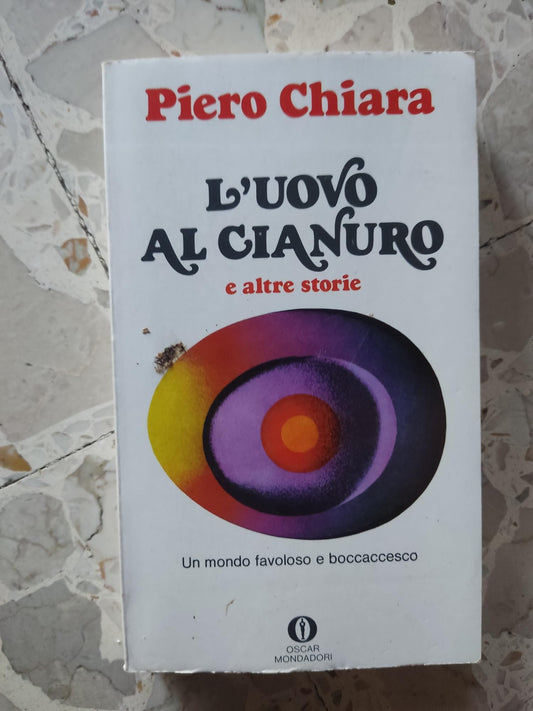 Piero Chiara
L'UOVO
AL CIANURO
e altre storie
Un mondo favoloso e boccaccesco
OSCAR
MONDADORI